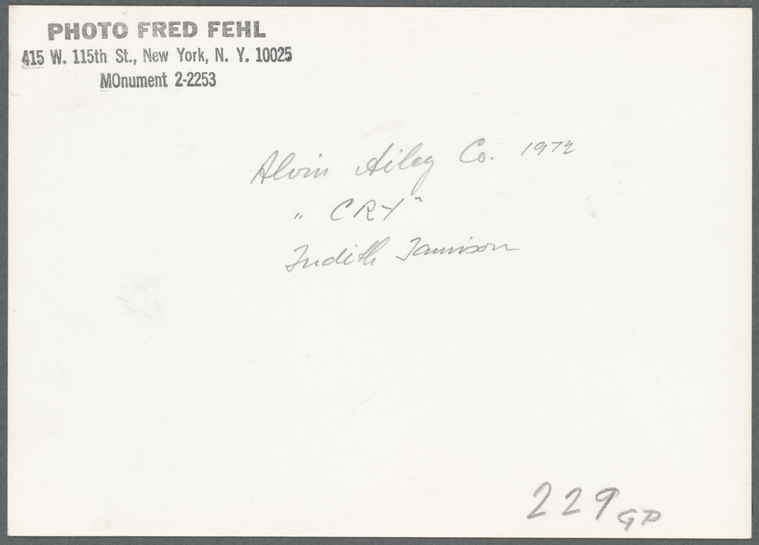 PHOTO FRED FEHL
415 W. 115th St., New York, N. Y. 10025
MOnument 2-2253
Alvin Ailey Co. 1972
"CRY"
Judith Jamison
229 GP